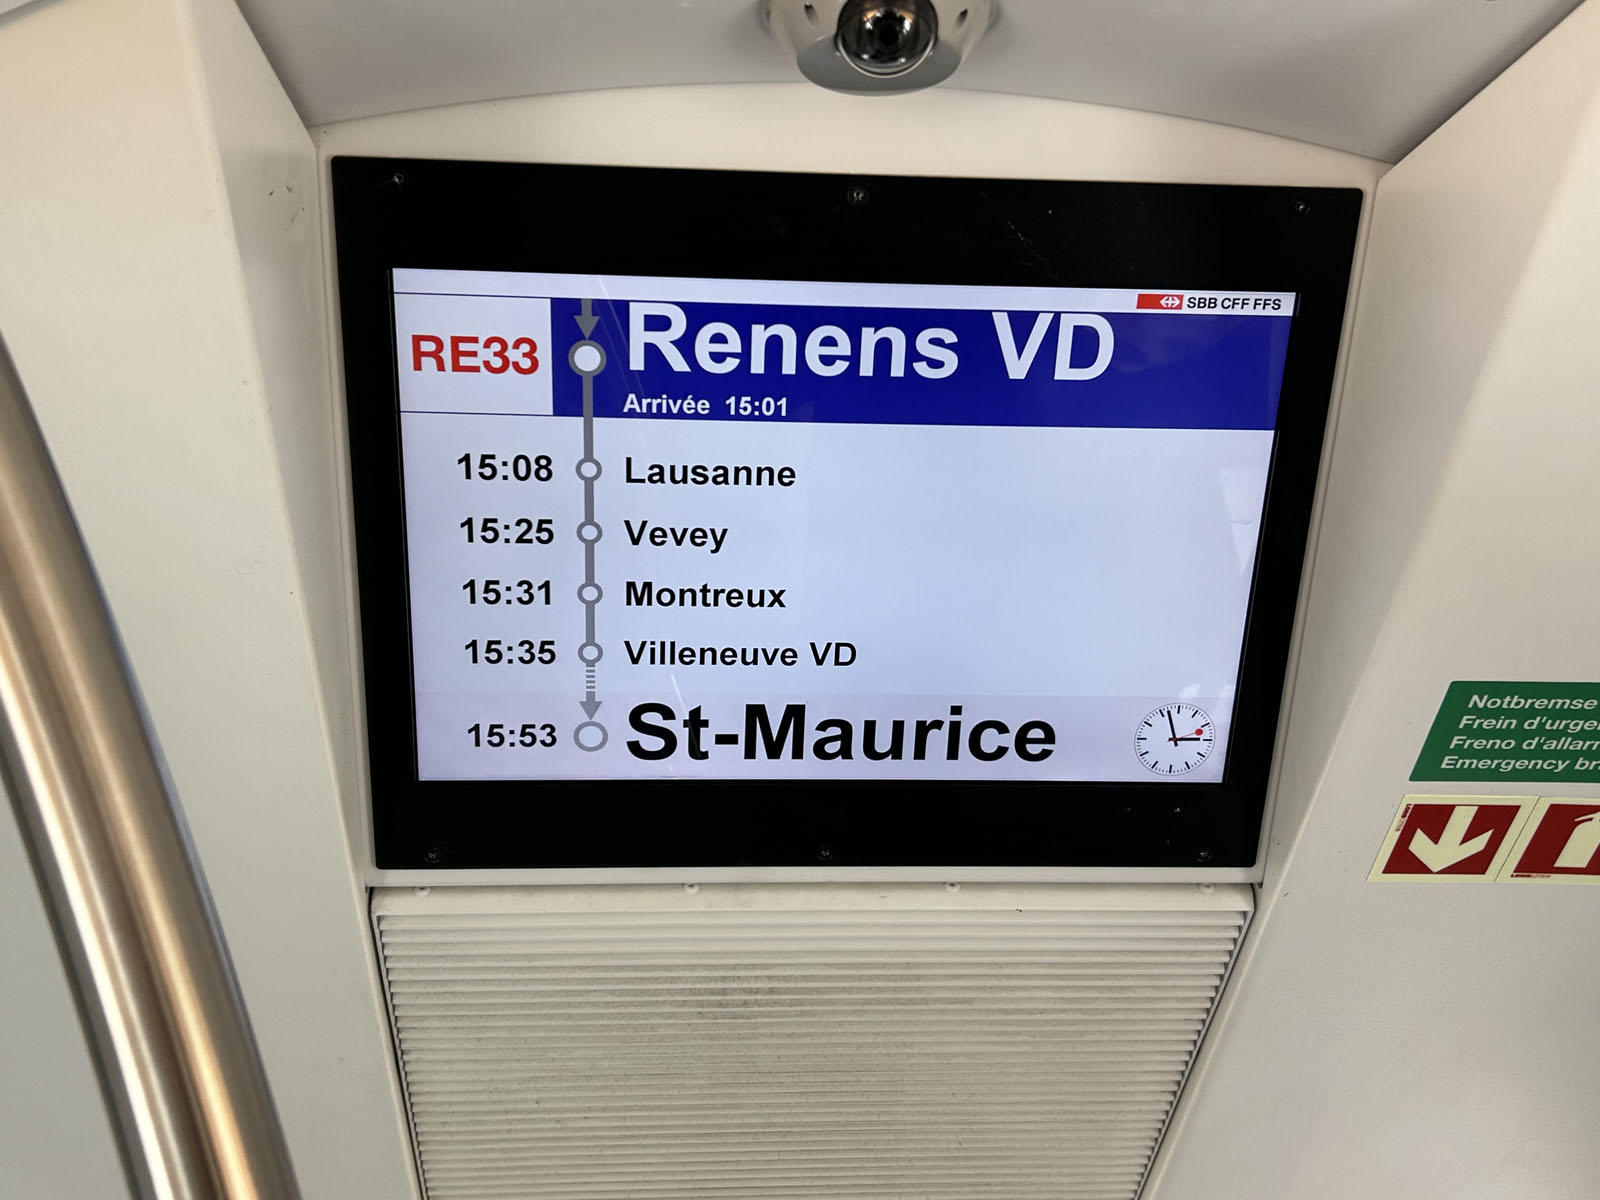 SBB CFF FFS
RE33
Renens VD
Arrivée 15:01
15:08 Lausanne
15:25 Vevey
15:31 Montreux
15:35 Villeneuve VD
15:53 St-Maurice
Notbremse
Frein d'urge
Freno d'allar
Emergency br